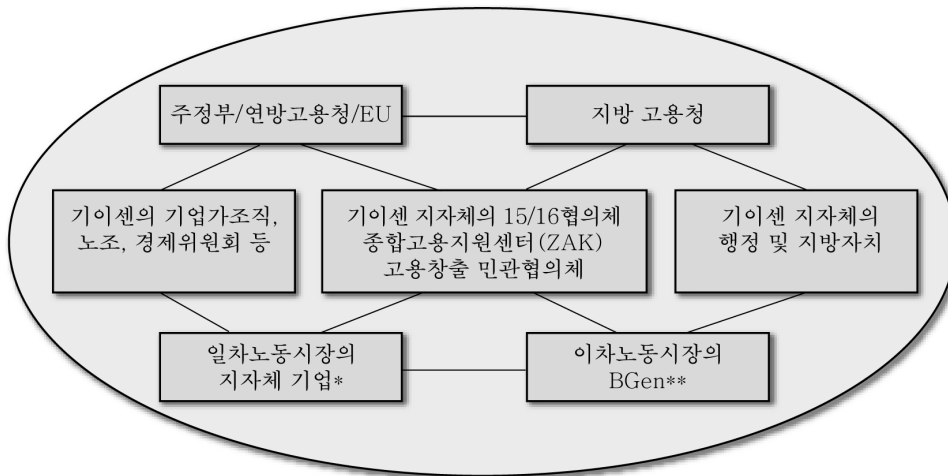 주정부/연방고용청/EU
지방 고용청
기이센의 기업가조직,
노조, 경제위원회 등
기이센 지자체의 15/16협의체
종합고용지원센터(ZAK)
고용창출 민관협의체
기이센 지자체의
행정 및 지방자치
일차노동시장의
지자체 기업*
이차노동시장의
BGen**